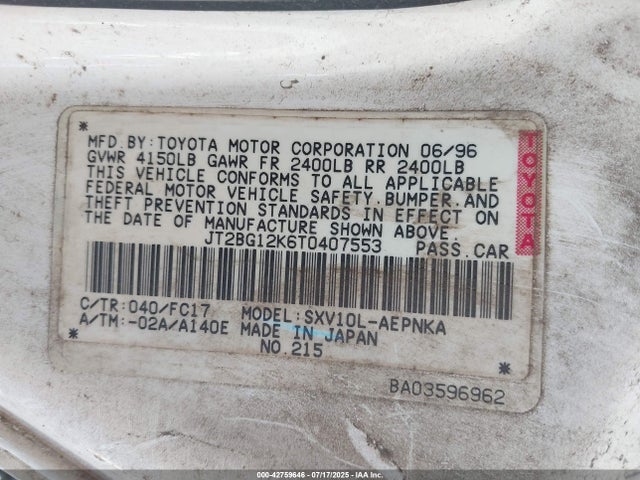 MFD.BY:TOYOTA MOTOR CORPORATION 06/96
GVWR 4150LB GAWR FR 2400LB RR 2400LB
THIS VEHICLE CONFORMS TO ALL APPLICABLE
FEDERAL MOTOR VEHICLE SAFETY.BUMPER.AND
THEFT PREVENTION STANDARDS IN EFFECT ON
THE DATE OF MANUFACTURE SHOWN ABOVE.
JT2BG12K6T0407553 PASS.CAR
TOYOTA
C/TR:040/FC17 MODEL:SXV10L-AEPNKA
A/TM:-02A/A140E MADE IN JAPAN
NO.215
BA03596962
000-42759646 - 07/17/2025 - IAAI.COM